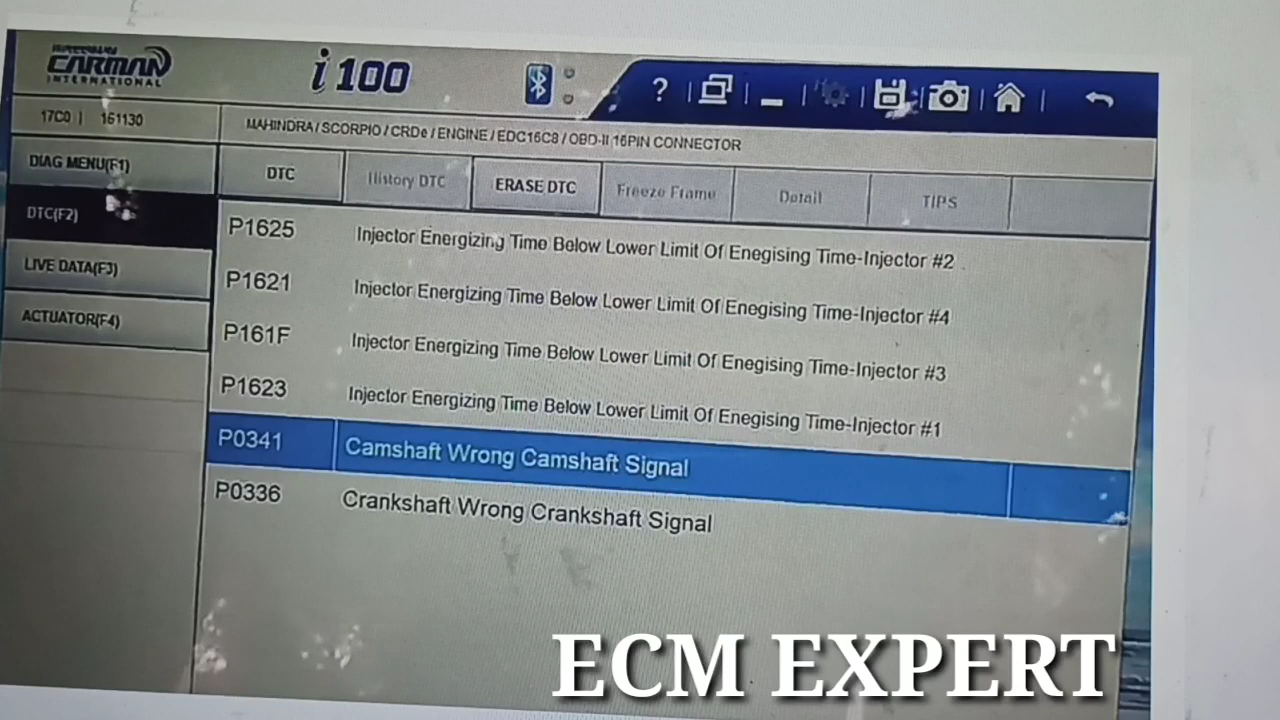 CARMAN
INTERNATIONAL
i 100
?
17C0 | 161130
MAHINDRA / SCORPIO / CRDe / ENGINE / EDC16C8 / OBD-II 16PIN CONNECTOR
DIAG MENU(F1)
DTC(F2)
LIVE DATA(F3)
ACTUATOR(F4)
DTC
History DTC
ERASE DTC
Freeze Frame
Detail
TIPS
P1625 Injector Energizing Time Below Lower Limit Of Enegising Time-Injector #2
P1621 Injector Energizing Time Below Lower Limit Of Enegising Time-Injector #4
P161F Injector Energizing Time Below Lower Limit Of Enegising Time-Injector #3
P1623 Injector Energizing Time Below Lower Limit Of Enegising Time-Injector #1
P0341 Camshaft Wrong Camshaft Signal
P0336 Crankshaft Wrong Crankshaft Signal
ECM EXPERT